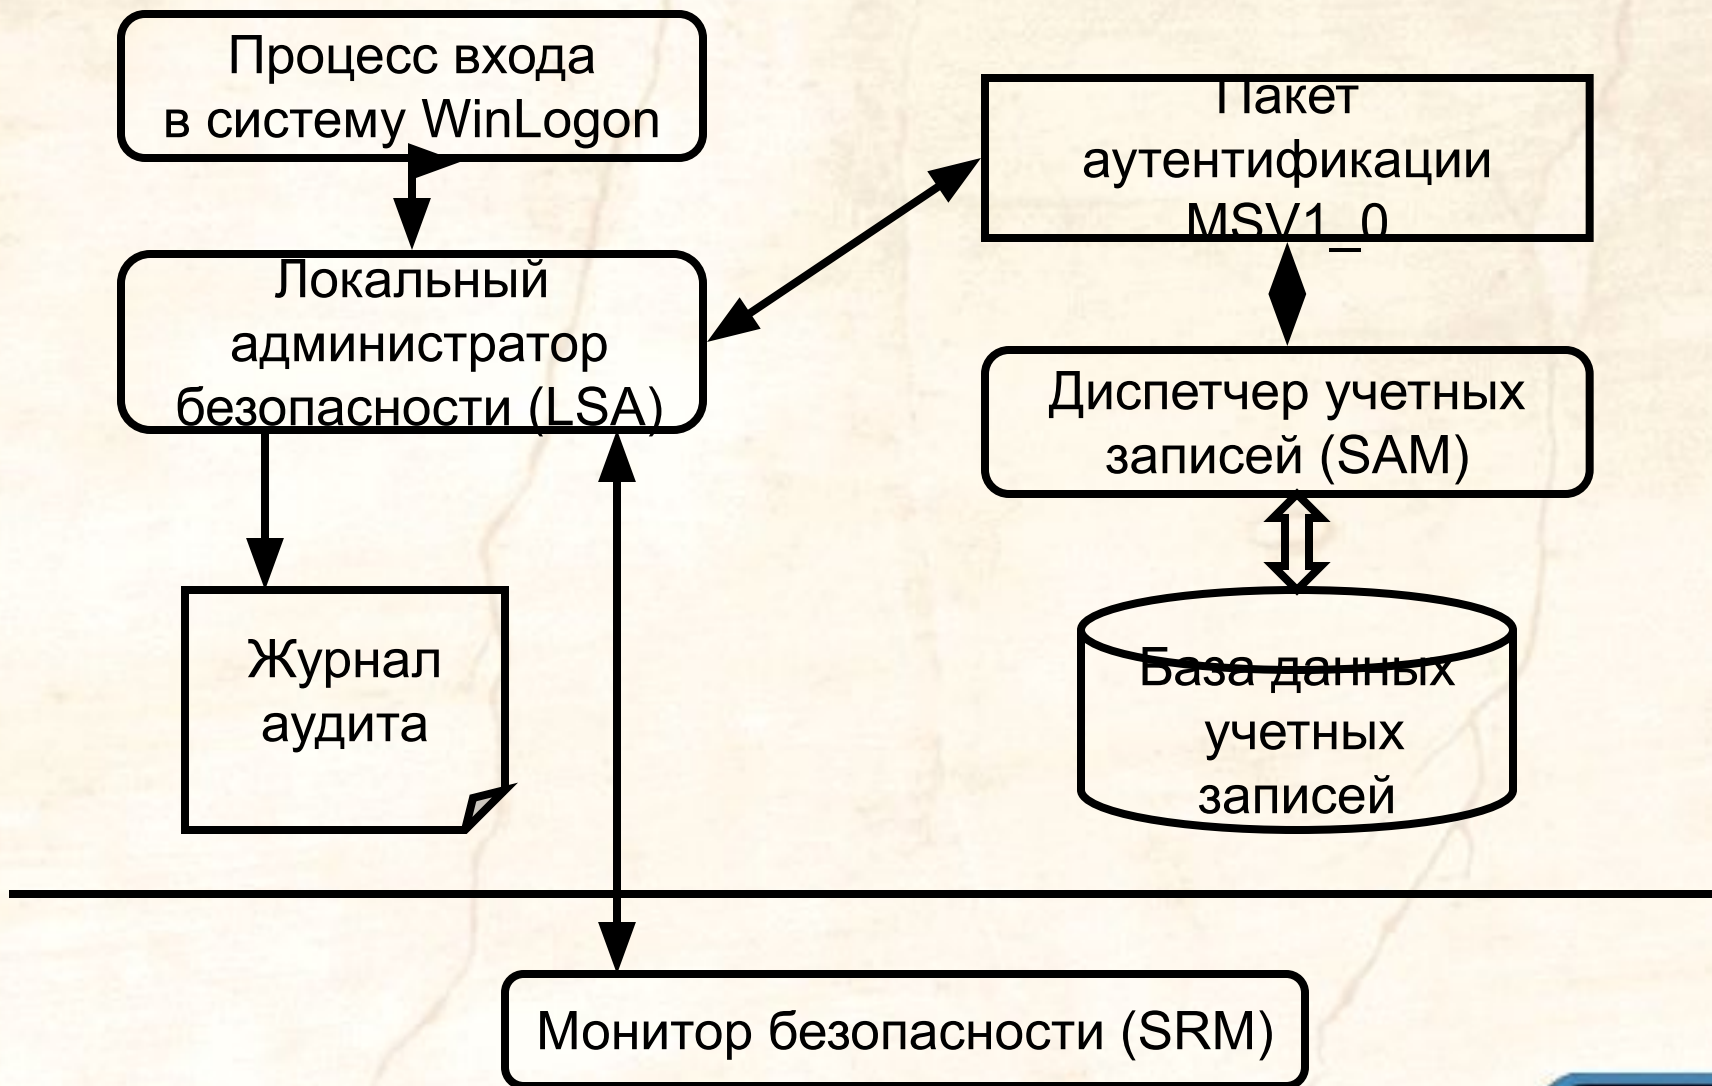 Процесс входа
в систему WinLogon
Пакет
аутентификации
MSV1_0
Локальный
администратор
безопасности (LSA)
Диспетчер учетных
записей (SAM)
Журнал
аудита
База данных
учетных
записей
Монитор безопасности (SRM)